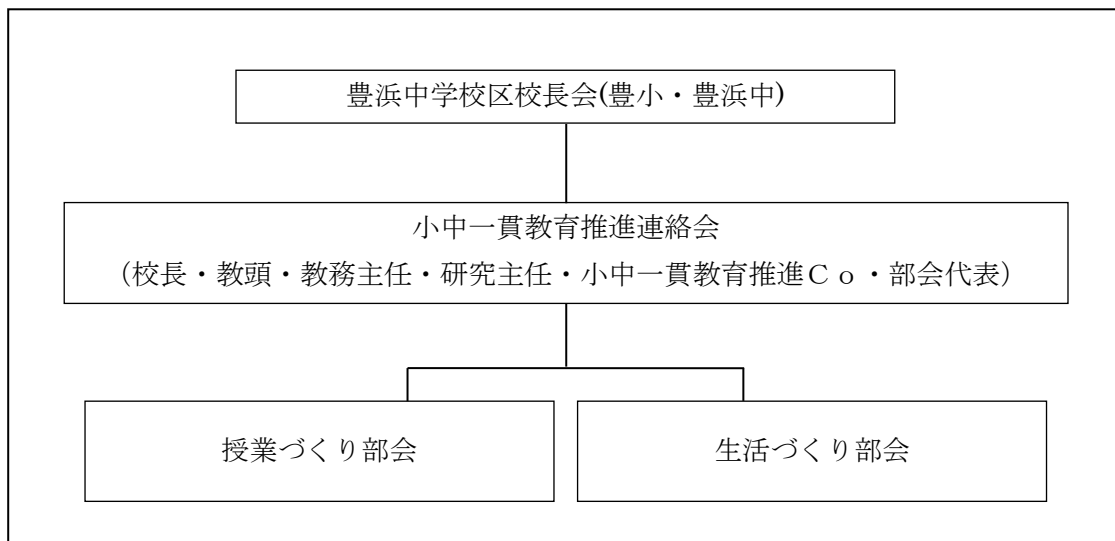 豊浜中学校区校長会(豊小・豊浜中)
小中一貫教育推進連絡会
（校長・教頭・教務主任・研究主任・小中一貫教育推進Ｃｏ・部会代表）
授業づくり部会
生活づくり部会